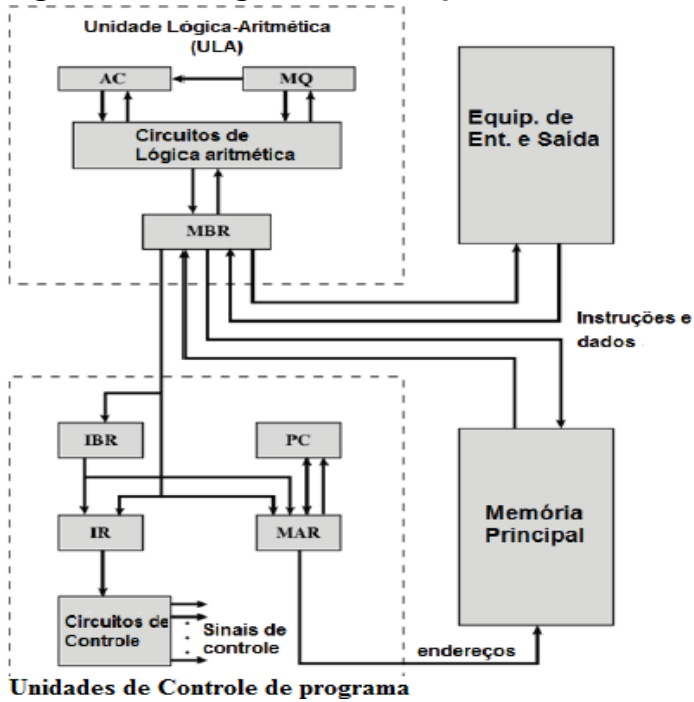 Unidade Lógica-Aritmética
(ULA)
AC
MQ
Circuitos de
Lógica aritmética
MBR
Equip. de
Ent. e Saída
Instruções e
dados
IBR
PC
IR
MAR
Memória
Principal
Circuitos de
Controle
Sinais de
controle
endereços
Unidades de Controle de programa